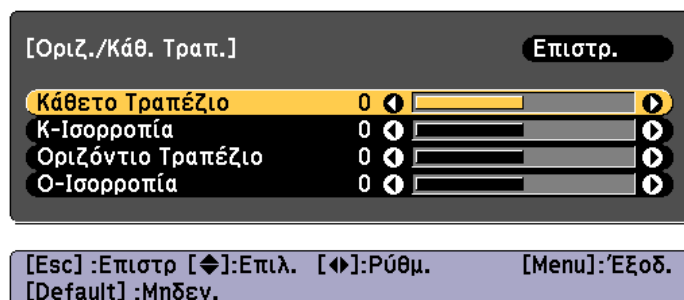 [Οριζ./Κάθ. Τραπ.] Επιστρ.
Κάθετο Τραπέζιο 0
Κ-Ισορροπία 0
Οριζόντιο Τραπέζιο 0
Ο-Ισορροπία 0
[Esc] :Επιστρ [◆]:Επιλ. [◀▶]:Ρύθμ. [Menu]:Έξοδ.
[Default] :Μηδεν.